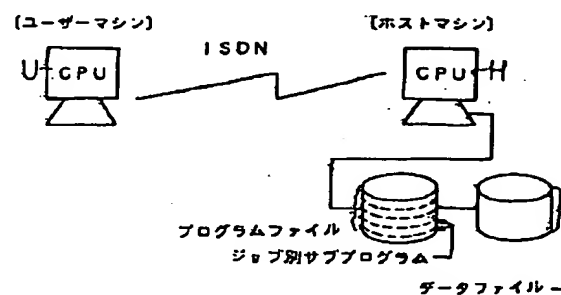 [ユーザーマシン]
[ホストマシン]
ISDN
U
CPU
CPU
H
プログラムファイル
ジョブ別サブプログラム
データファイル